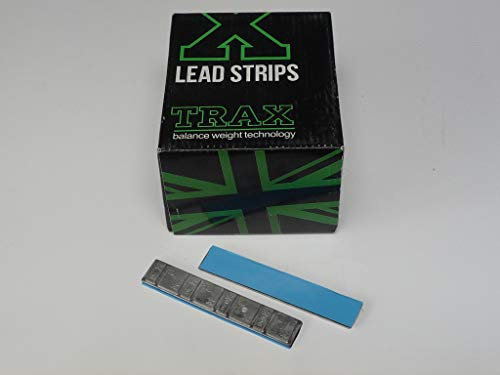 LEAD STRIPS
TRAX
balance weight technology